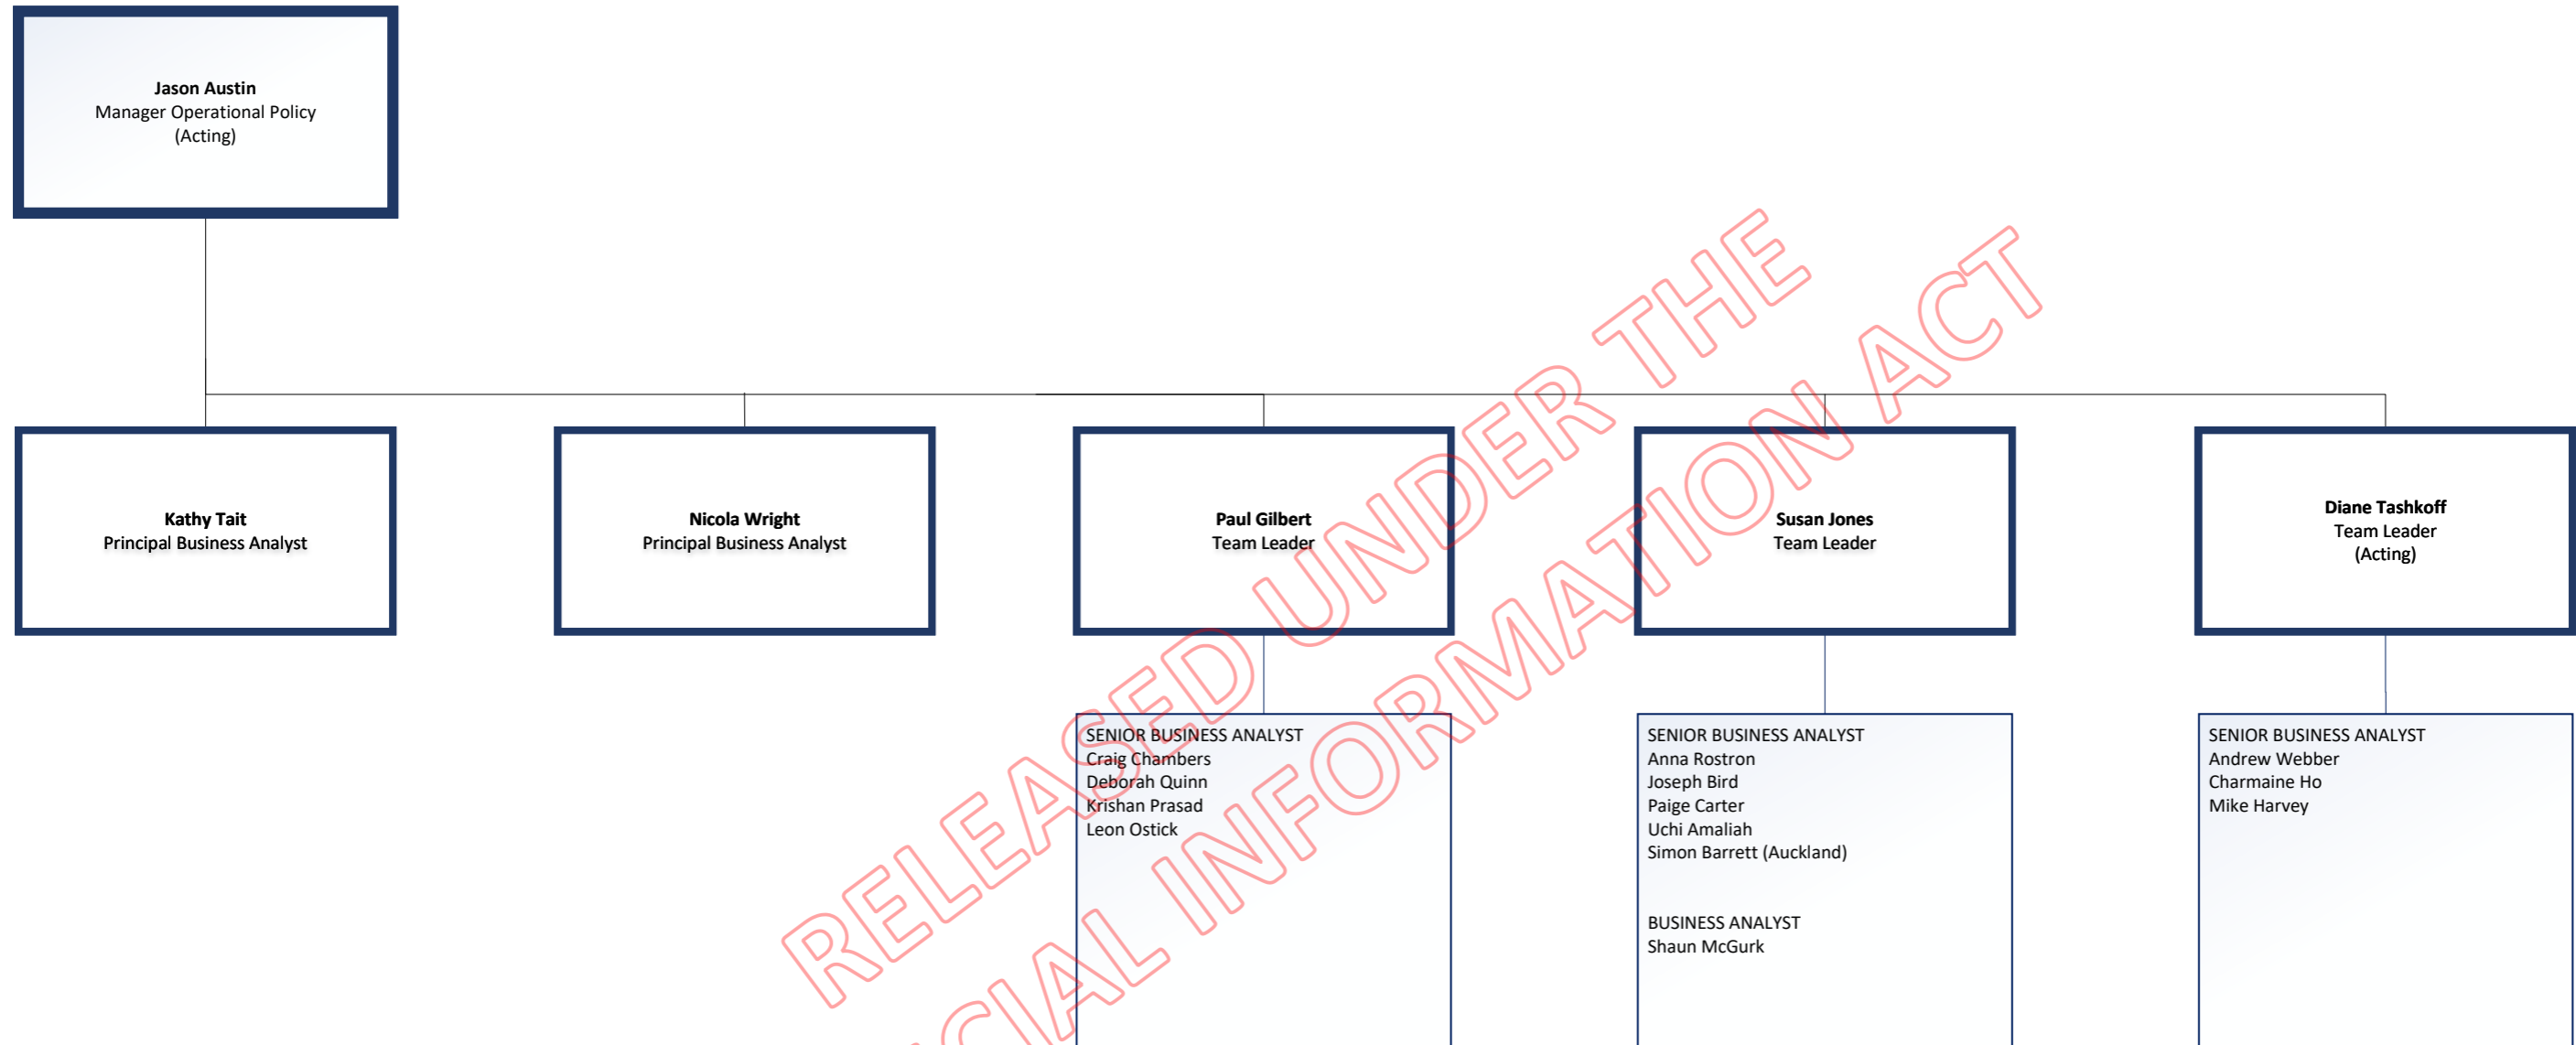 Jason Austin
Manager Operational Policy
(Acting)
Kathy Tait
Principal Business Analyst
Nicola Wright
Principal Business Analyst
Paul Gilbert
Team Leader
Susan Jones
Team Leader
Diane Tashkoff
Team Leader
(Acting)
SENIOR BUSINESS ANALYST
Craig Chambers
Deborah Quinn
Krishan Prasad
Leon Ostick
SENIOR BUSINESS ANALYST
Anna Rostron
Joseph Bird
Paige Carter
Uchi Amaliah
Simon Barrett (Auckland)
BUSINESS ANALYST
Shaun McGurk
SENIOR BUSINESS ANALYST
Andrew Webber
Charmaine Ho
Mike Harvey
RELEASED UNDER THE
INFORMATION ACT